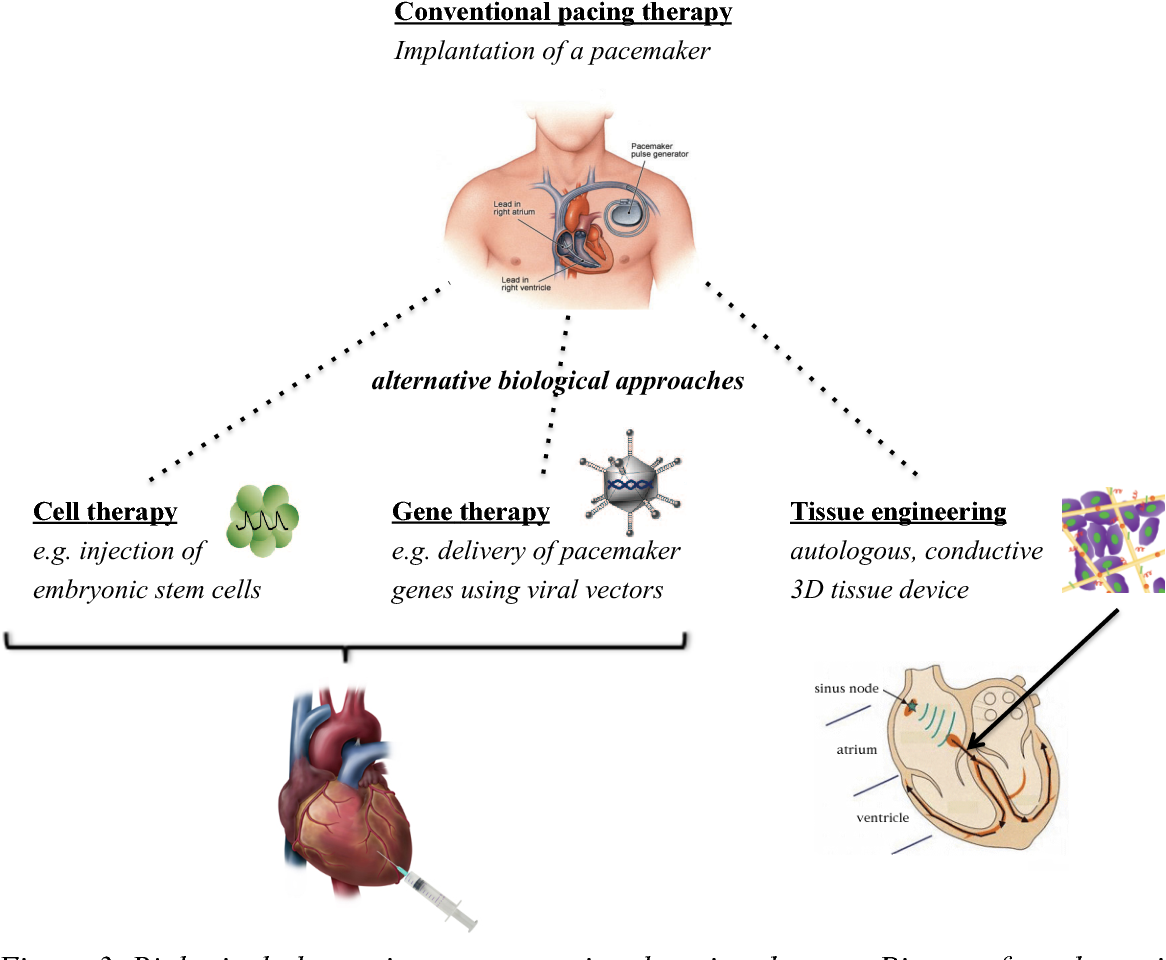 Conventional pacing therapy
Implantation of a pacemaker
Pacemaker
pulse generator
Lead in
right atrium
Lead in
right ventricle
alternative biological approaches
Cell therapy
e.g. injection of
embryonic stem cells
Gene therapy
e.g. delivery of pacemaker
genes using viral vectors
Tissue engineering
autologous, conductive
3D tissue device
sinus node
atrium
ventricle